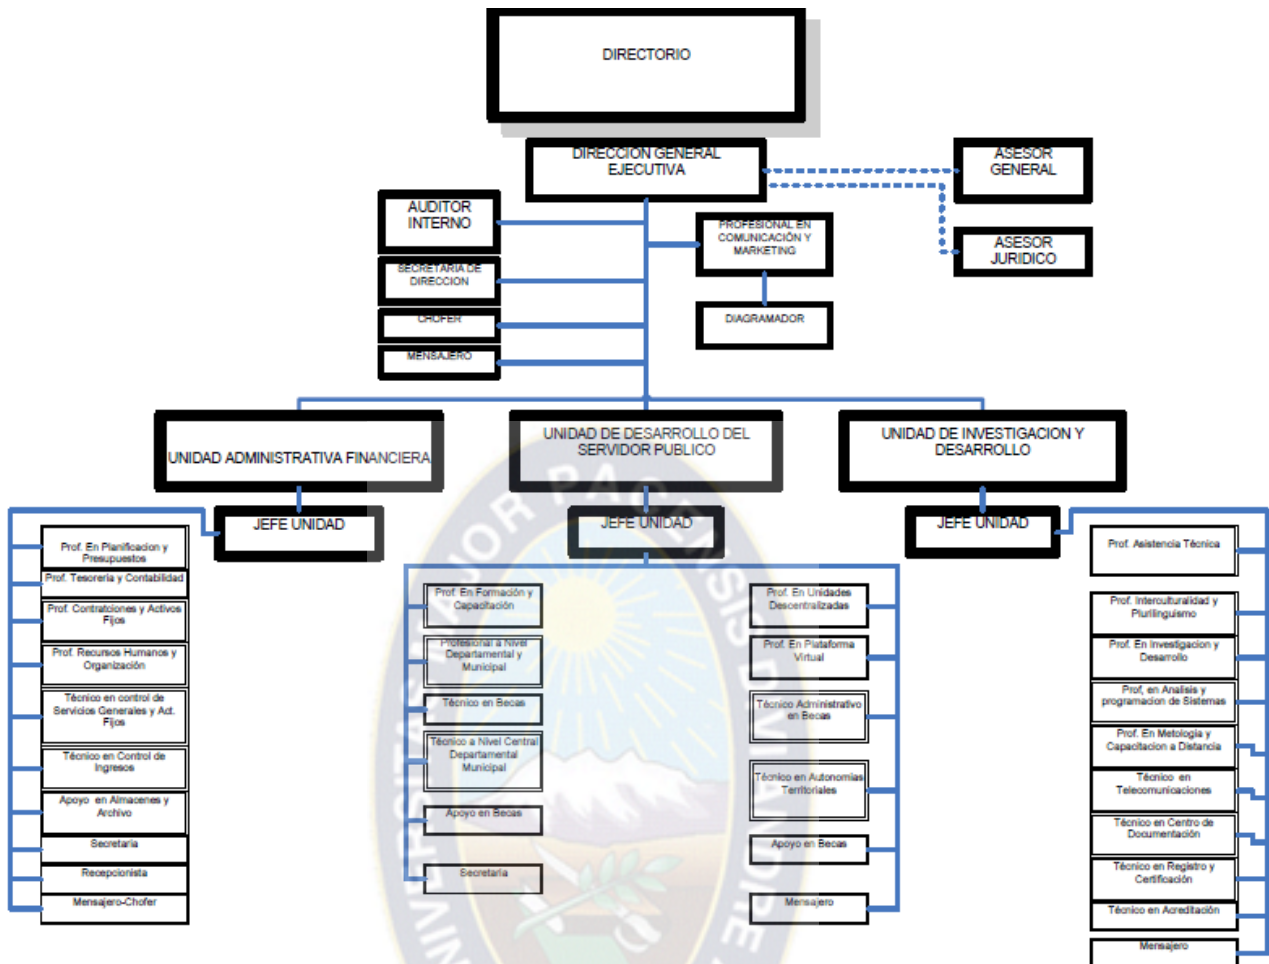 DIRECTORIO
DIRECCION GENERAL
EJECUTIVA
ASESOR
GENERAL
AUDITOR
INTERNO
PROFESIONAL EN
COMUNICACIÓN Y
MARKETING
ASESOR
JURIDICO
SECRETARIA DE
DIRECCION
CHOFER
DIAGRAMADOR
MENSAJERO
UNIDAD ADMINISTRATIVA FINANCIERA
UNIDAD DE DESARROLLO DEL
SERVIDOR PUBLICO
UNIDAD DE INVESTIGACION Y
DESARROLLO
JEFE UNIDAD
JEFE UNIDAD
JEFE UNIDAD
Prof. En Planificacion y
Presupuestos
Prof. Tesoreria y Contabilidad
Prof. Contratciones y Activos
Fijos
Prof. Recursos Humanos y
Organización
Técnico en control de
Servicios Generales y Act.
Fijos
Técnico en Control de
Ingresos
Apoyo en Almacenes y
Archivo
Secretaria
Recepcionista
Mensajero-Chofer
Prof. En Formación y
Capacitación
Profesional a Nivel
Departamental y
Municipal
Técnico en Becas
Técnico a Nivel Central
Departamental
Municipal
Apoyo en Becas
Secretaria
Prof. En Unidades
Descentralizadas
Prof. En Plataforma
Virtual
Técnico Administrativo
en Becas
Técnico en Autonomias
Territoriales
Apoyo en Becas
Mensajero
Prof. Asistencia Técnica
Prof. Interculturalidad y
Plurilinguismo
Prof. En Investigacion y
Desarrollo
Prof, en Analisis y
programacion de Sistemas
Prof. En Metologia y
Capacitacion a Distancia
Técnico en
Telecomunicaciones
Técnico en Centro de
Documentación
Técnico en Registro y
Certificación
Técnico en Acreditación
Mensajero
UNIVERSITAS MAJOR PACENSIS DIVI ANDRE